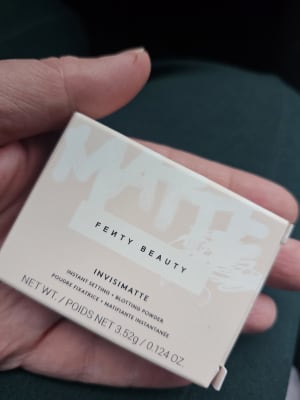 MATTE
FEИTY BEAUTY
INVISIMATTE
INSTANT SETTING + BLOTTING POWDER
POUDRE FIXATRICE + MATIFIANTE INSTANTANÉE
NET WT. / POIDS NET 3.52g / 0.124 OZ.